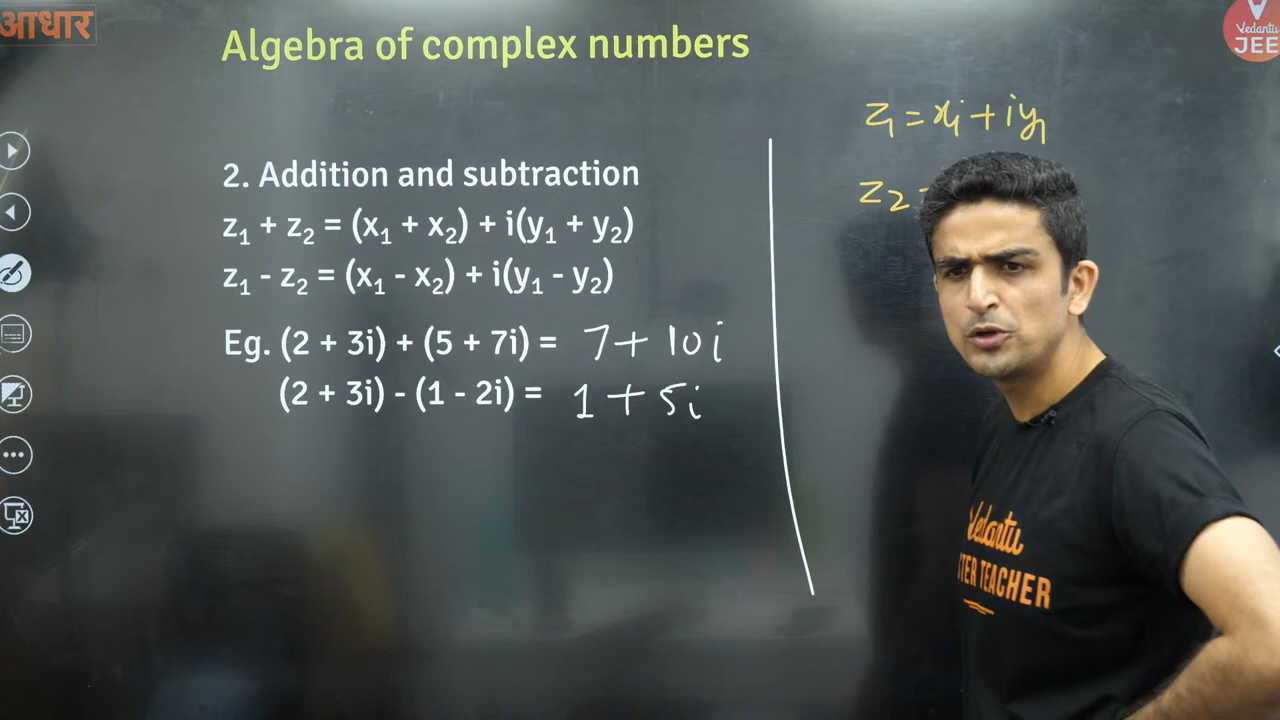 आधार
Vedantu
JEE
Algebra of complex numbers
2. Addition and subtraction
z₁ + z₂ = (x₁ + x₂) + i(y₁ + y₂)
z₁ - z₂ = (x₁ - x₂) + i(y₁ - y₂)
Eg. (2 + 3i) + (5 + 7i) = 7 + 10i
(2 + 3i) - (1 - 2i) = 1 + 5i
z₁ = x₁ + iy₁
z₂ =
Vedantu
TER TEACHER